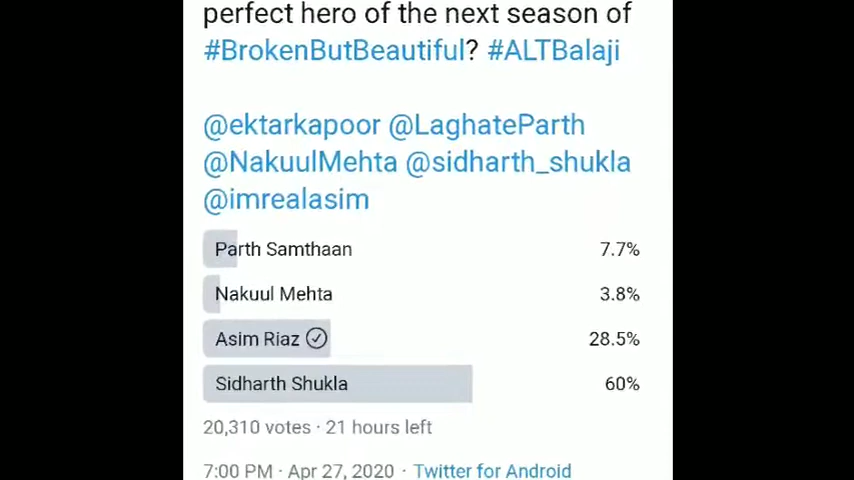 perfect hero of the next season of
#BrokenButBeautiful? #ALTBalaji
@ektarkapoor @LaghateParth
@NakuulMehta @sidharth_shukla
@imrealasim
Parth Samthaan 7.7%
Nakuul Mehta 3.8%
Asim Riaz 28.5%
Sidharth Shukla 60%
20,310 votes · 21 hours left
7:00 PM · Apr 27, 2020 · Twitter for Android